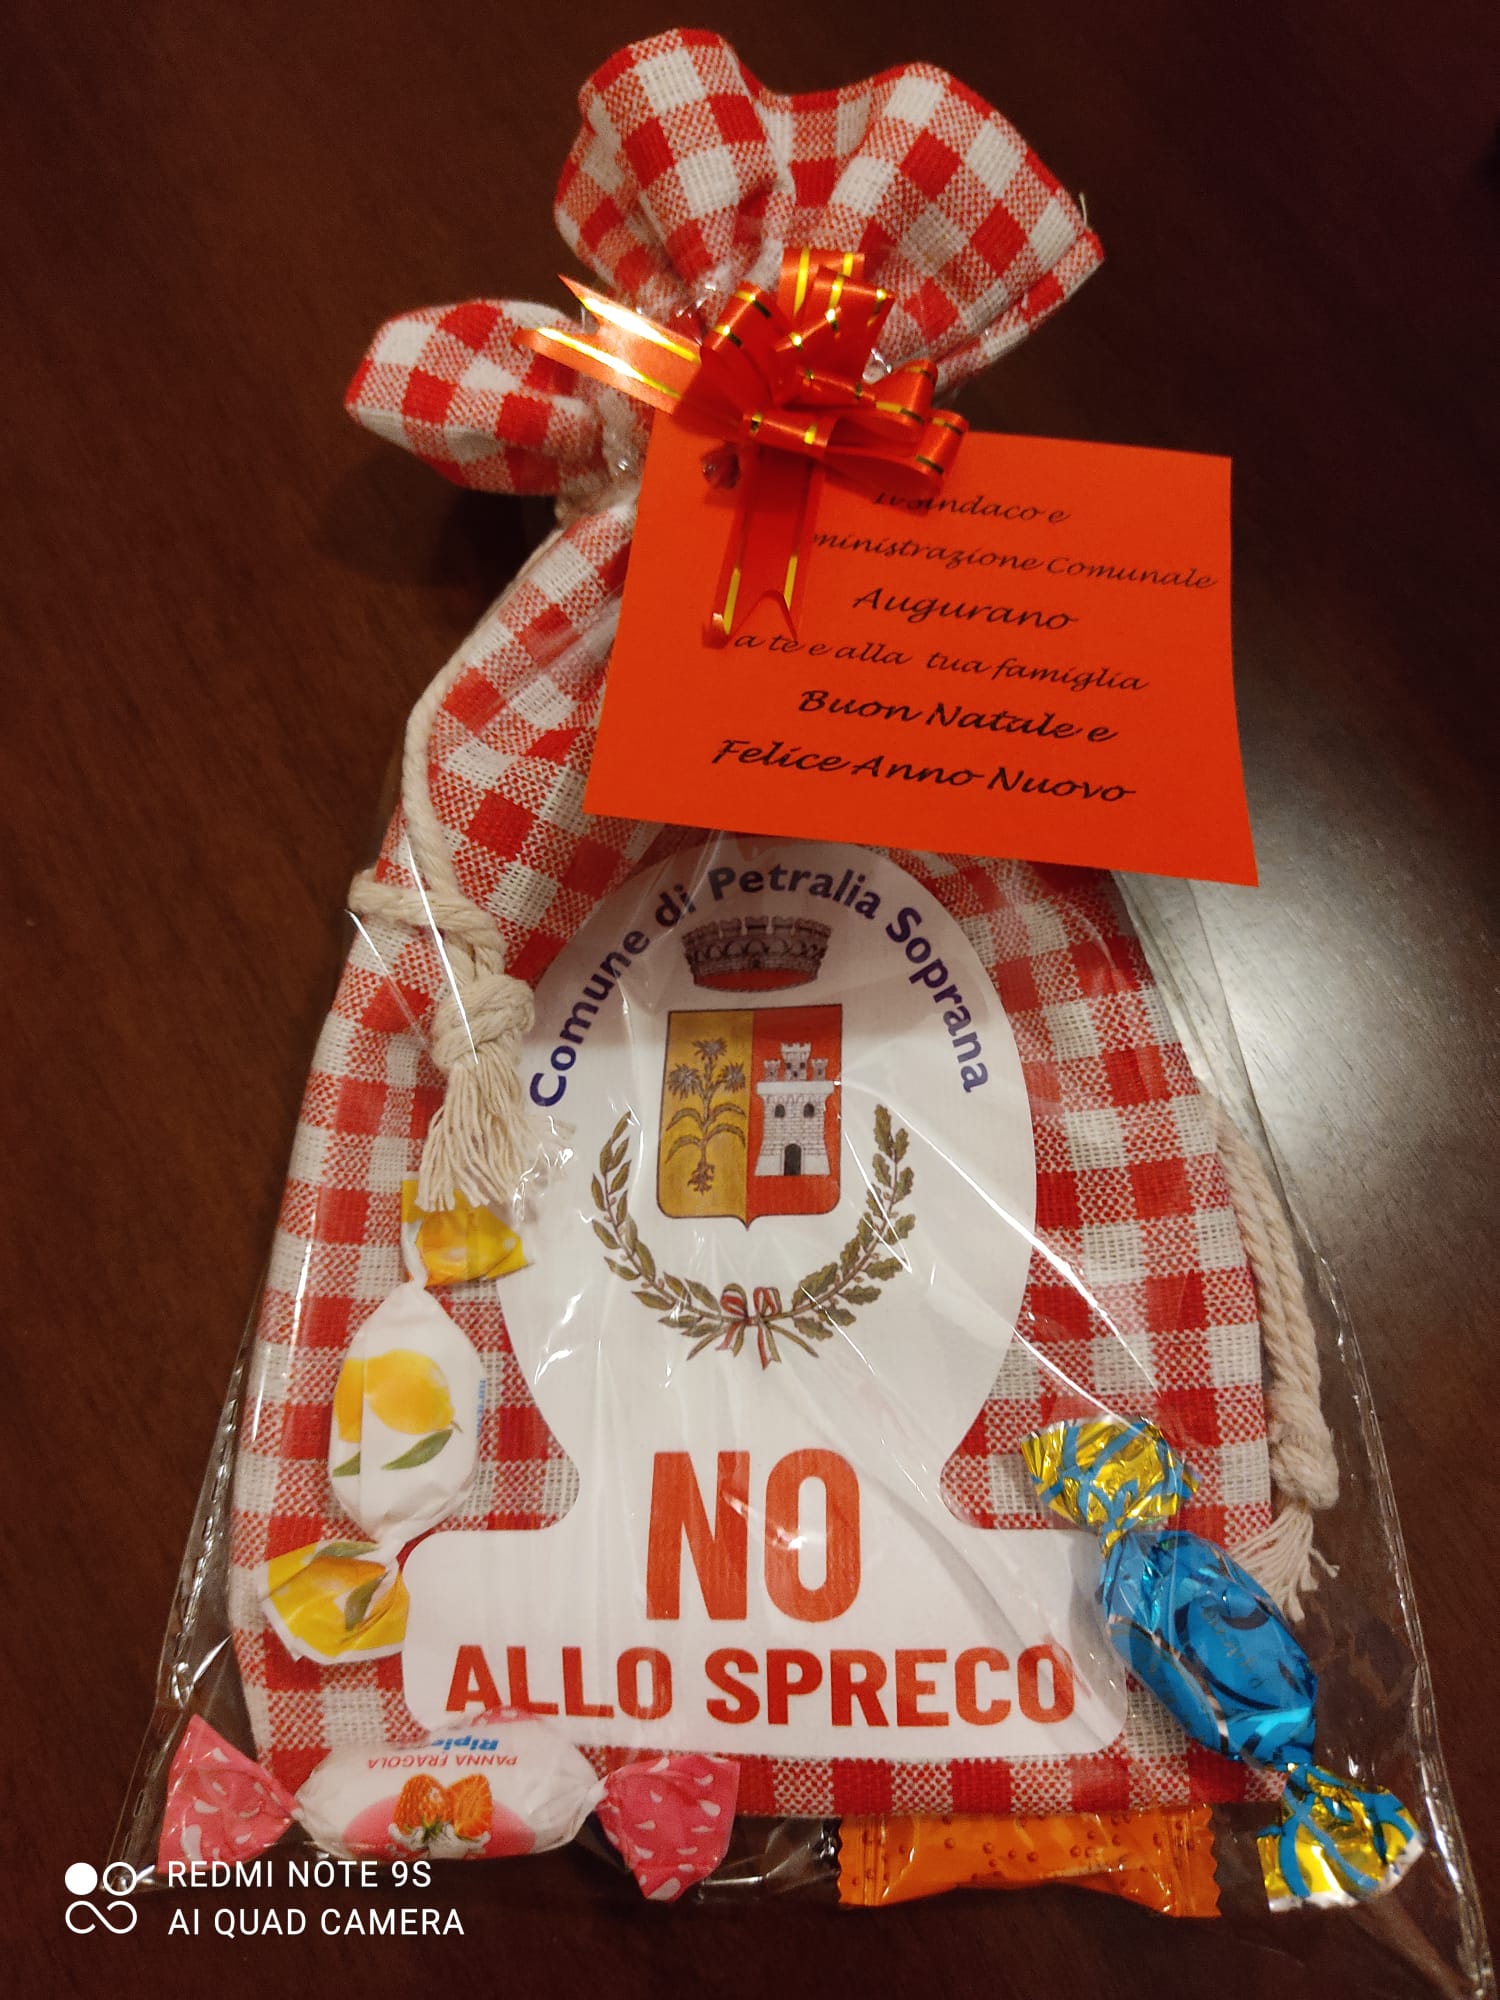 Sindaco e
ministrazione Comunale
Augurano
a te e alla tua famiglia
Buon Natale e
Felice Anno Nuovo
Comune di Petralia Soprana
NO
ALLO SPRECO
PANNA FRAGOLA
REDMI NOTE 9S
AI QUAD CAMERA